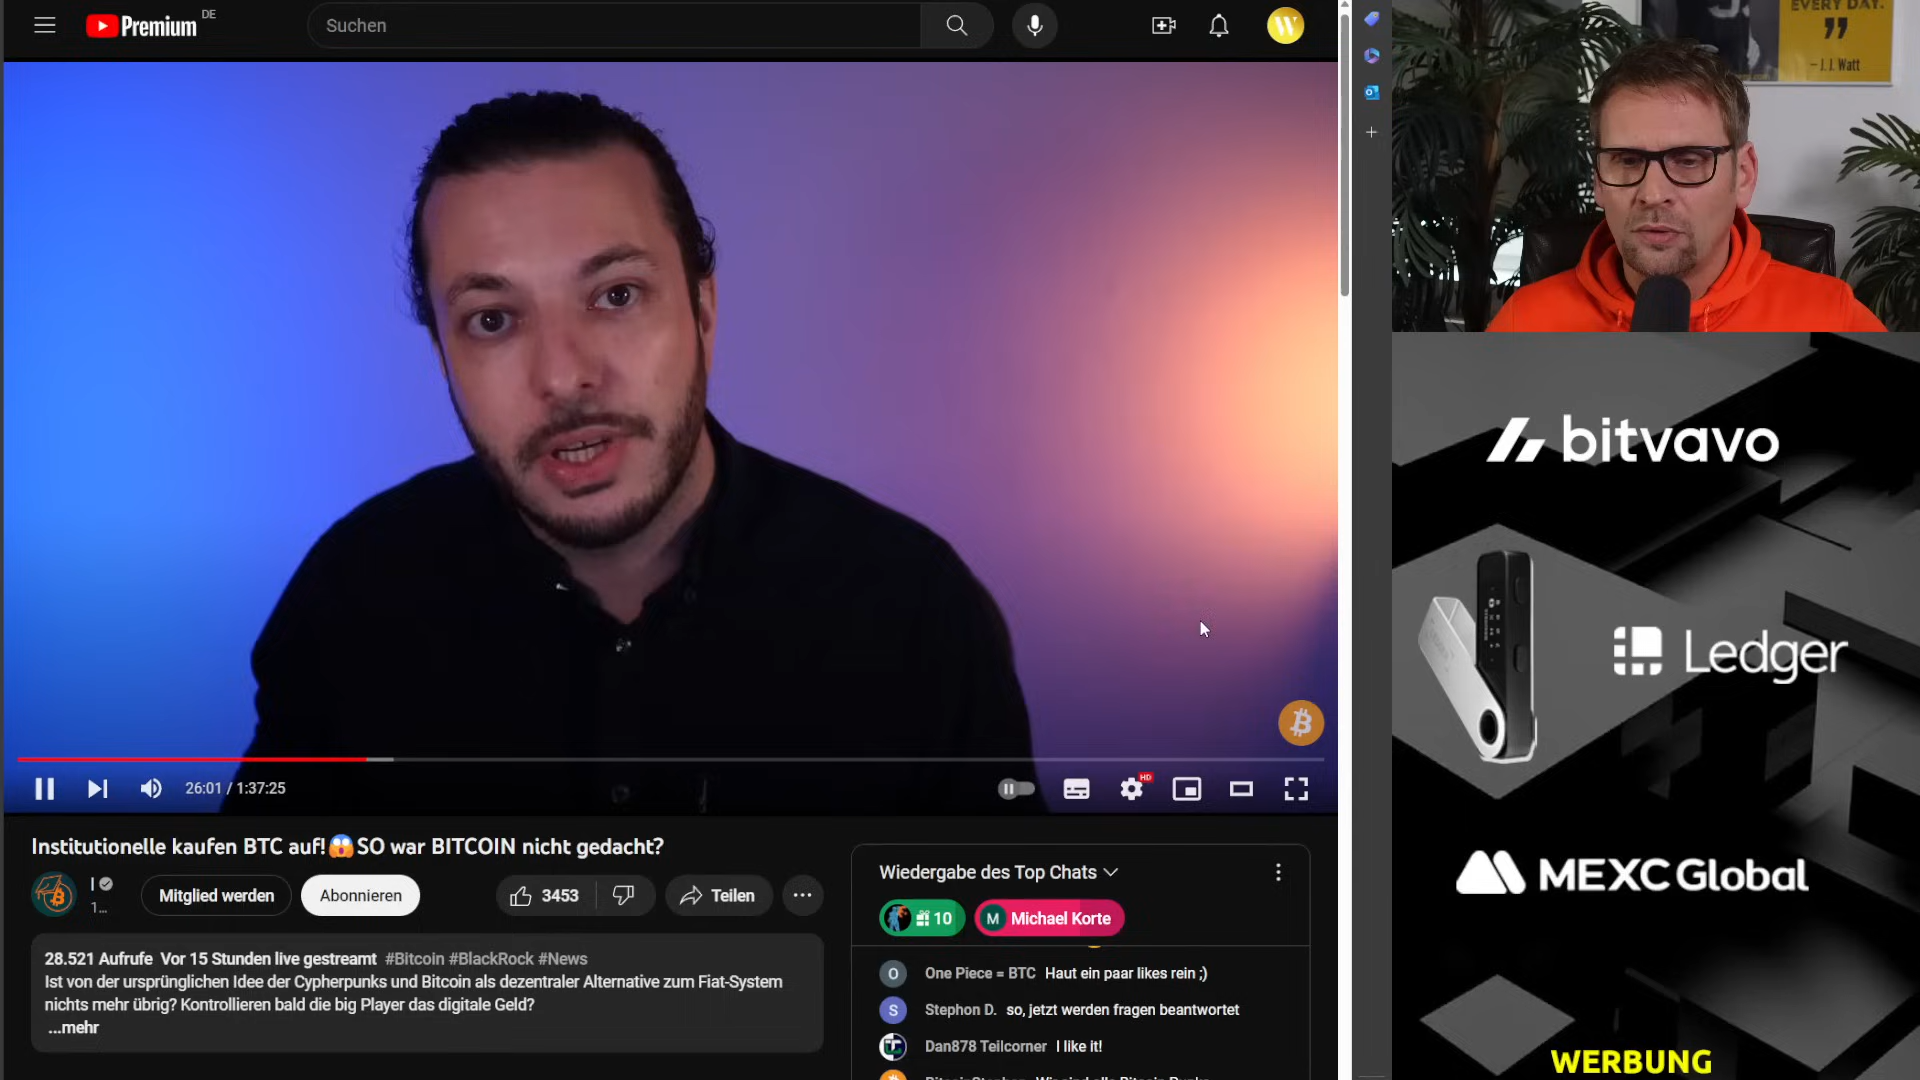 Premium DE
Suchen
W
EVERY DAY.
”
– J.J. Watt
bitvavo
Ledger
MEXC Global
WERBUNG
26:01 / 1:37:25
HD
Institutionelle kaufen BTC auf!😱SO war BITCOIN nicht gedacht?
I
1...
Mitglied werden
Abonnieren
3453
Teilen
28.521 Aufrufe Vor 15 Stunden live gestreamt #Bitcoin #BlackRock #News
Ist von der ursprünglichen Idee der Cypherpunks und Bitcoin als dezentraler Alternative zum Fiat-System
nichts mehr übrig? Kontrollieren bald die big Player das digitale Geld?
...mehr
Wiedergabe des Top Chats
10
M Michael Korte
O One Piece = BTC Haut ein paar likes rein ;)
S Stephon D. so, jetzt werden fragen beantwortet
Dan878 Teilcorner I like it!